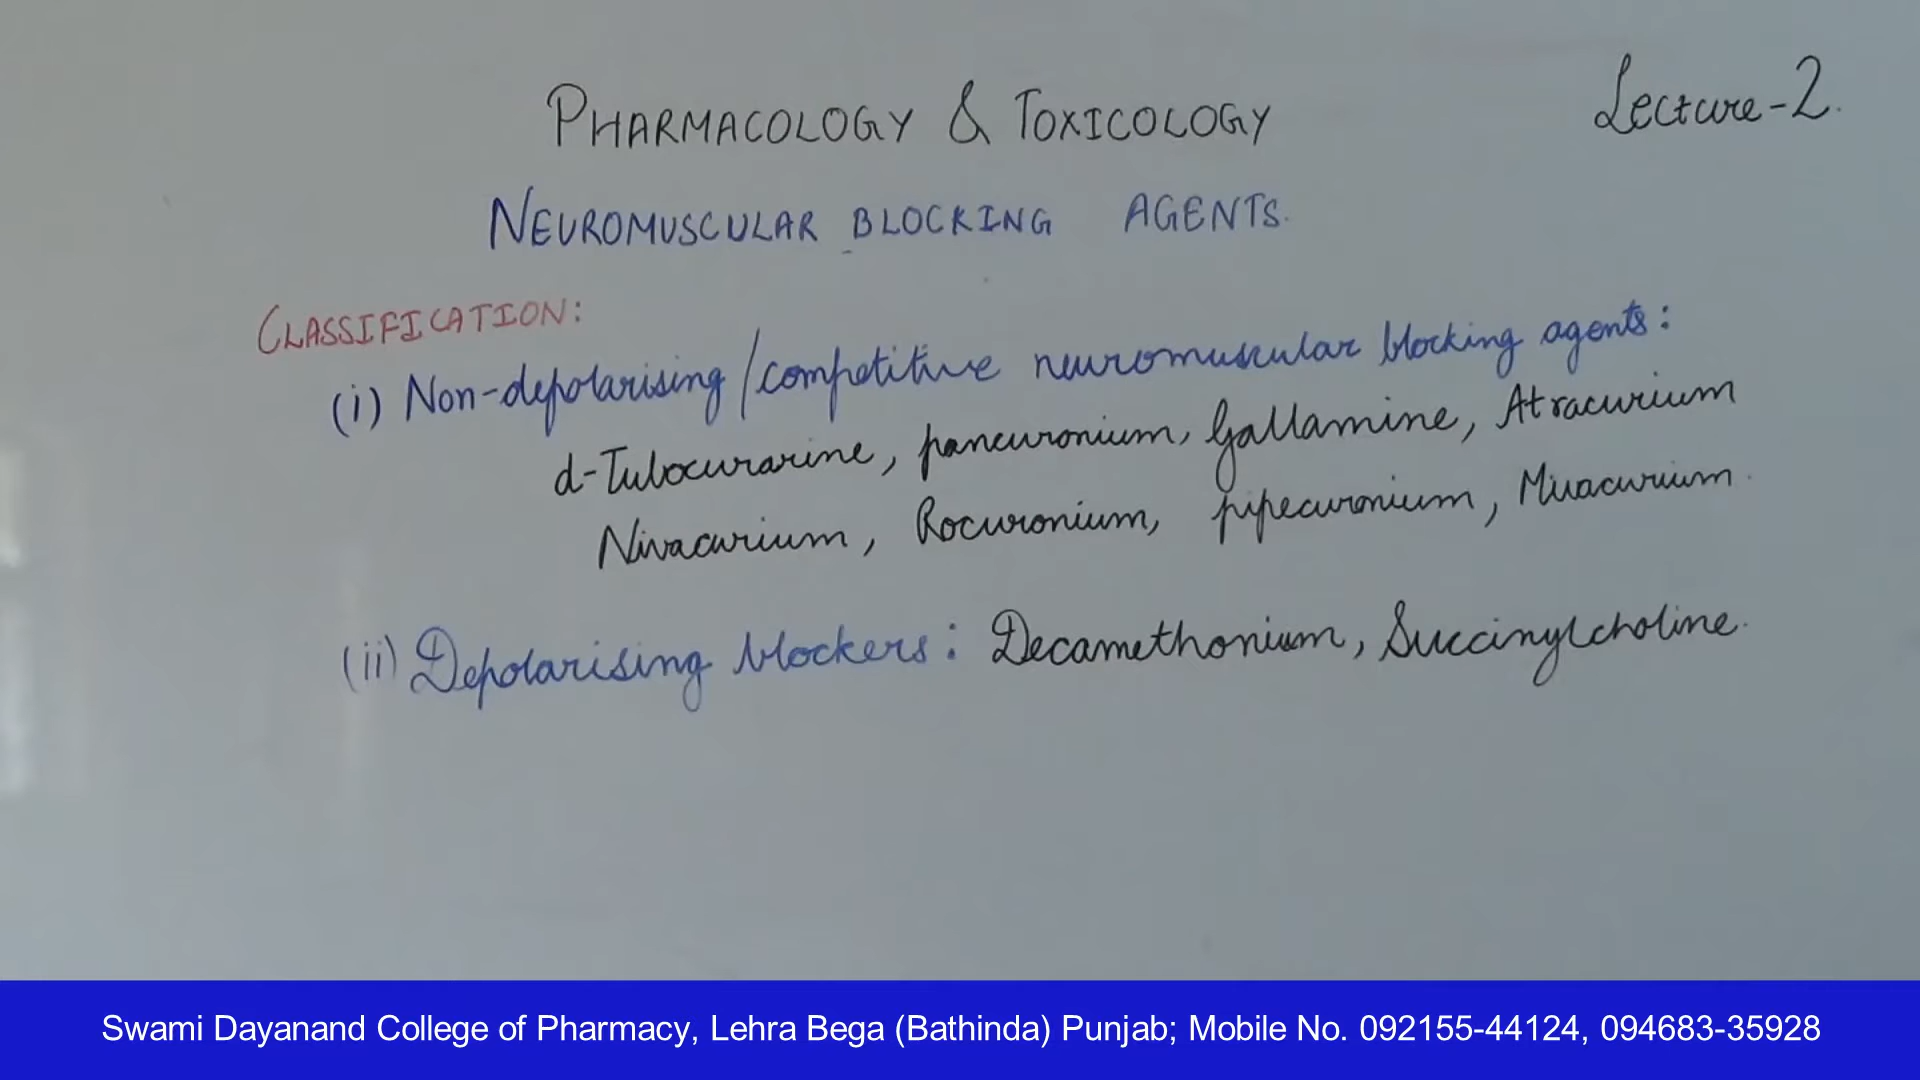 PHARMACOLOGY & TOXICOLOGY
Lecture-2.
NEUROMUSCULAR BLOCKING AGENTS.
CLASSIFICATION:
(i) Non-depolarising/competitive neuromuscular blocking agents:
d-Tubocurarine, pancuronium, Gallamine, Atracurium
Nivacurium, Rocuronium, pipecuronium, Mivacurium.
(ii) Depolarising blockers: Decamethonium, Succinylcholine.
Swami Dayanand College of Pharmacy, Lehra Bega (Bathinda) Punjab; Mobile No. 092155-44124, 094683-35928